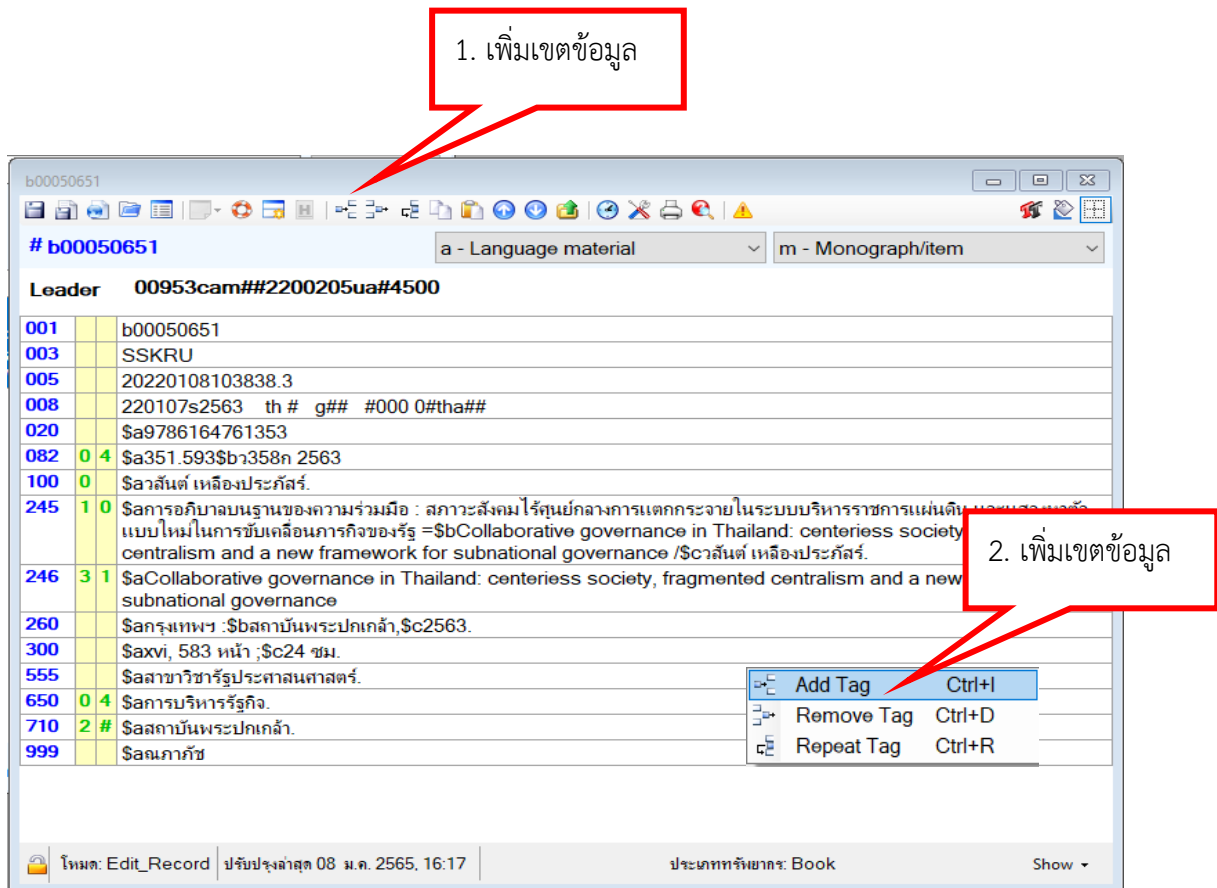 1. เพิ่มเขตข้อมูล
b00050651
# b00050651
a - Language material
m - Monograph/item
Leader 00953cam##2200205ua#4500
001 b00050651
003 SSKRU
005 20220108103838.3
008 220107s2563 th # g## #000 0#tha##
020 $a9786164761353
082 0 4 $a351.593$bว358ก 2563
100 0 $aวสันต์ เหลืองประภัสร์.
245 1 0 $aการอภิบาลบนฐานของความร่วมมือ : สภาวะสังคมไร้ศูนย์กลางการแตกกระจายในระบบบริหารราชการแผ่นดิน และแสวงหาตัว
แบบใหม่ในการขับเคลื่อนภารกิจของรัฐ =$bCollaborative governance in Thailand: centeriess society
centralism and a new framework for subnational governance /$cวสันต์ เหลืองประภัสร์.
2. เพิ่มเขตข้อมูล
246 3 1 $aCollaborative governance in Thailand: centeriess society, fragmented centralism and a new
subnational governance
260 $aกรุงเทพฯ :$bสถาบันพระปกเกล้า,$c2563.
300 $axvi, 583 หน้า ;$c24 ซม.
555 $aสาขาวิชารัฐประศาสนศาสตร์.
650 0 4 $aการบริหารรัฐกิจ.
710 2 # $aสถาบันพระปกเกล้า.
999 $aณภาภัช
Add Tag Ctrl+I
Remove Tag Ctrl+D
Repeat Tag Ctrl+R
โหมด: Edit_Record ปรับปรุงล่าสุด 08 ม.ค. 2565, 16:17 ประเภททรัพยากร: Book Show